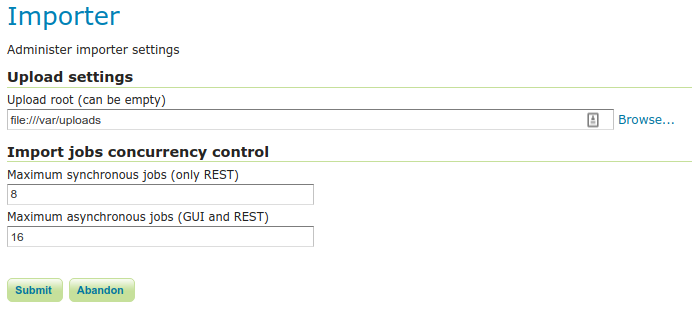 Importer
Administer importer settings
Upload settings
Upload root (can be empty)
file:///var/uploads
Browse...
Import jobs concurrency control
Maximum synchronous jobs (only REST)
8
Maximum asynchronous jobs (GUI and REST)
16
Submit
Abandon